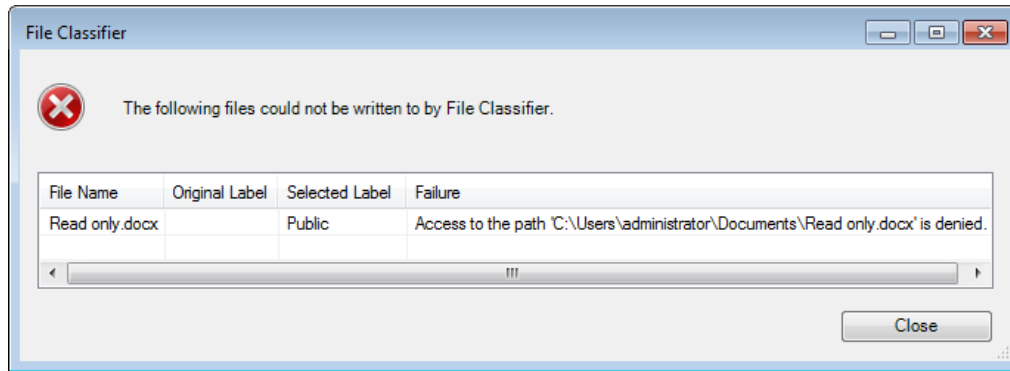 File Classifier
The following files could not be written to by File Classifier.
File Name Original Label Selected Label Failure
Read only.docx Public Access to the path 'C:\Users\administrator\Documents\Read only.docx' is denied.
Close